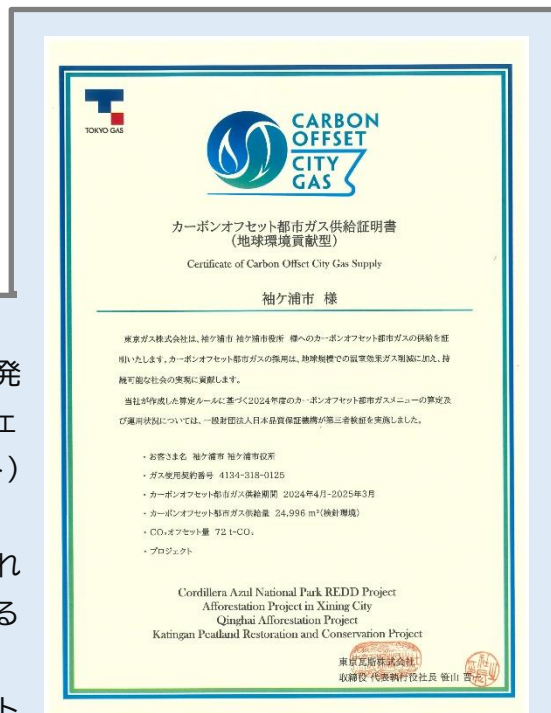 TOKYO GAS
CARBON
OFFSET
CITY
GAS
カーボンオフセット都市ガス供給証明書
(地球環境貢献型)
Certificate of Carbon Offset City Gas Supply
袖ケ浦市 様
東京ガス株式会社は、袖ケ浦市 袖ケ浦市役所 様へのカーボンオフセット都市ガスの供給を証
明いたします。カーボンオフセット都市ガスの採用は、地球規模での温室効果ガス削減に加え、持
続可能な社会の実現に貢献します。
当社が作成した算定ルールに基づく2024年度のカーボンオフセット都市ガスメニューの算定及
び運用状況については、一般財団法人日本品質保証機構が第三者検証を実施しました。
・お客さま名 袖ケ浦市 袖ケ浦市役所
・ガス使用契約番号 4134-318-0125
・カーボンオフセット都市ガス供給期間 2024年4月-2025年3月
・カーボンオフセット都市ガス供給量 24,996 m³(検針環境)
・CO₂オフセット量 72 t-CO₂
・プロジェクト
Cordillera Azul National Park REDD Project
Afforestation Project in Xining City
Qinghai Afforestation Project
Katingan Peatland Restoration and Conservation Project
東京瓦斯株式会社
取締役 代表執行役社長 笹山 晋一
発
ェ
ト)
れ
る
ト